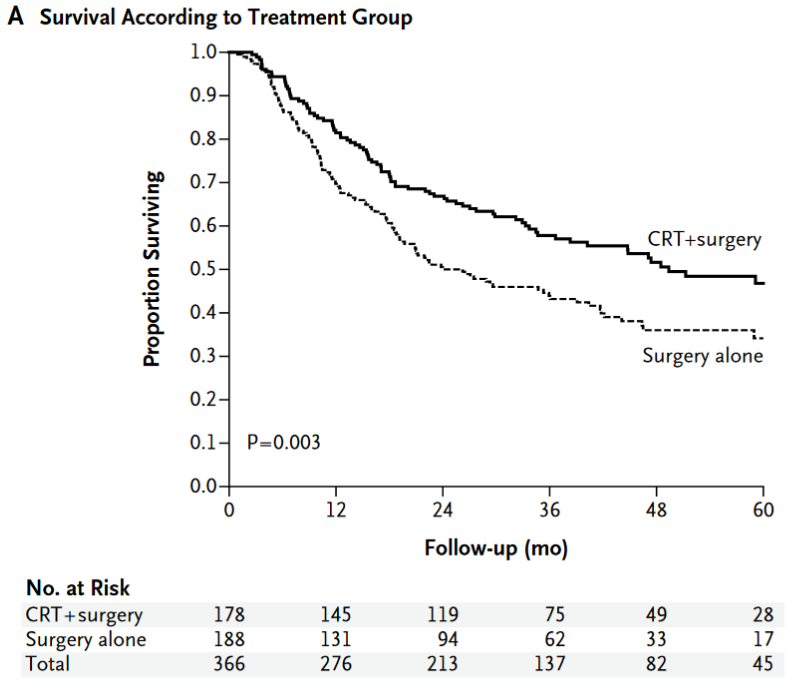 A Survival According to Treatment Group
1.0
0.9
0.8
0.7
0.6
0.5
0.4
0.3
0.2
0.1
0.0
Proportion Surviving
CRT+surgery
Surgery alone
P=0.003
0 12 24 36 48 60
Follow-up (mo)
No. at Risk
CRT+surgery 178 145 119 75 49 28
Surgery alone 188 131 94 62 33 17
Total 366 276 213 137 82 45